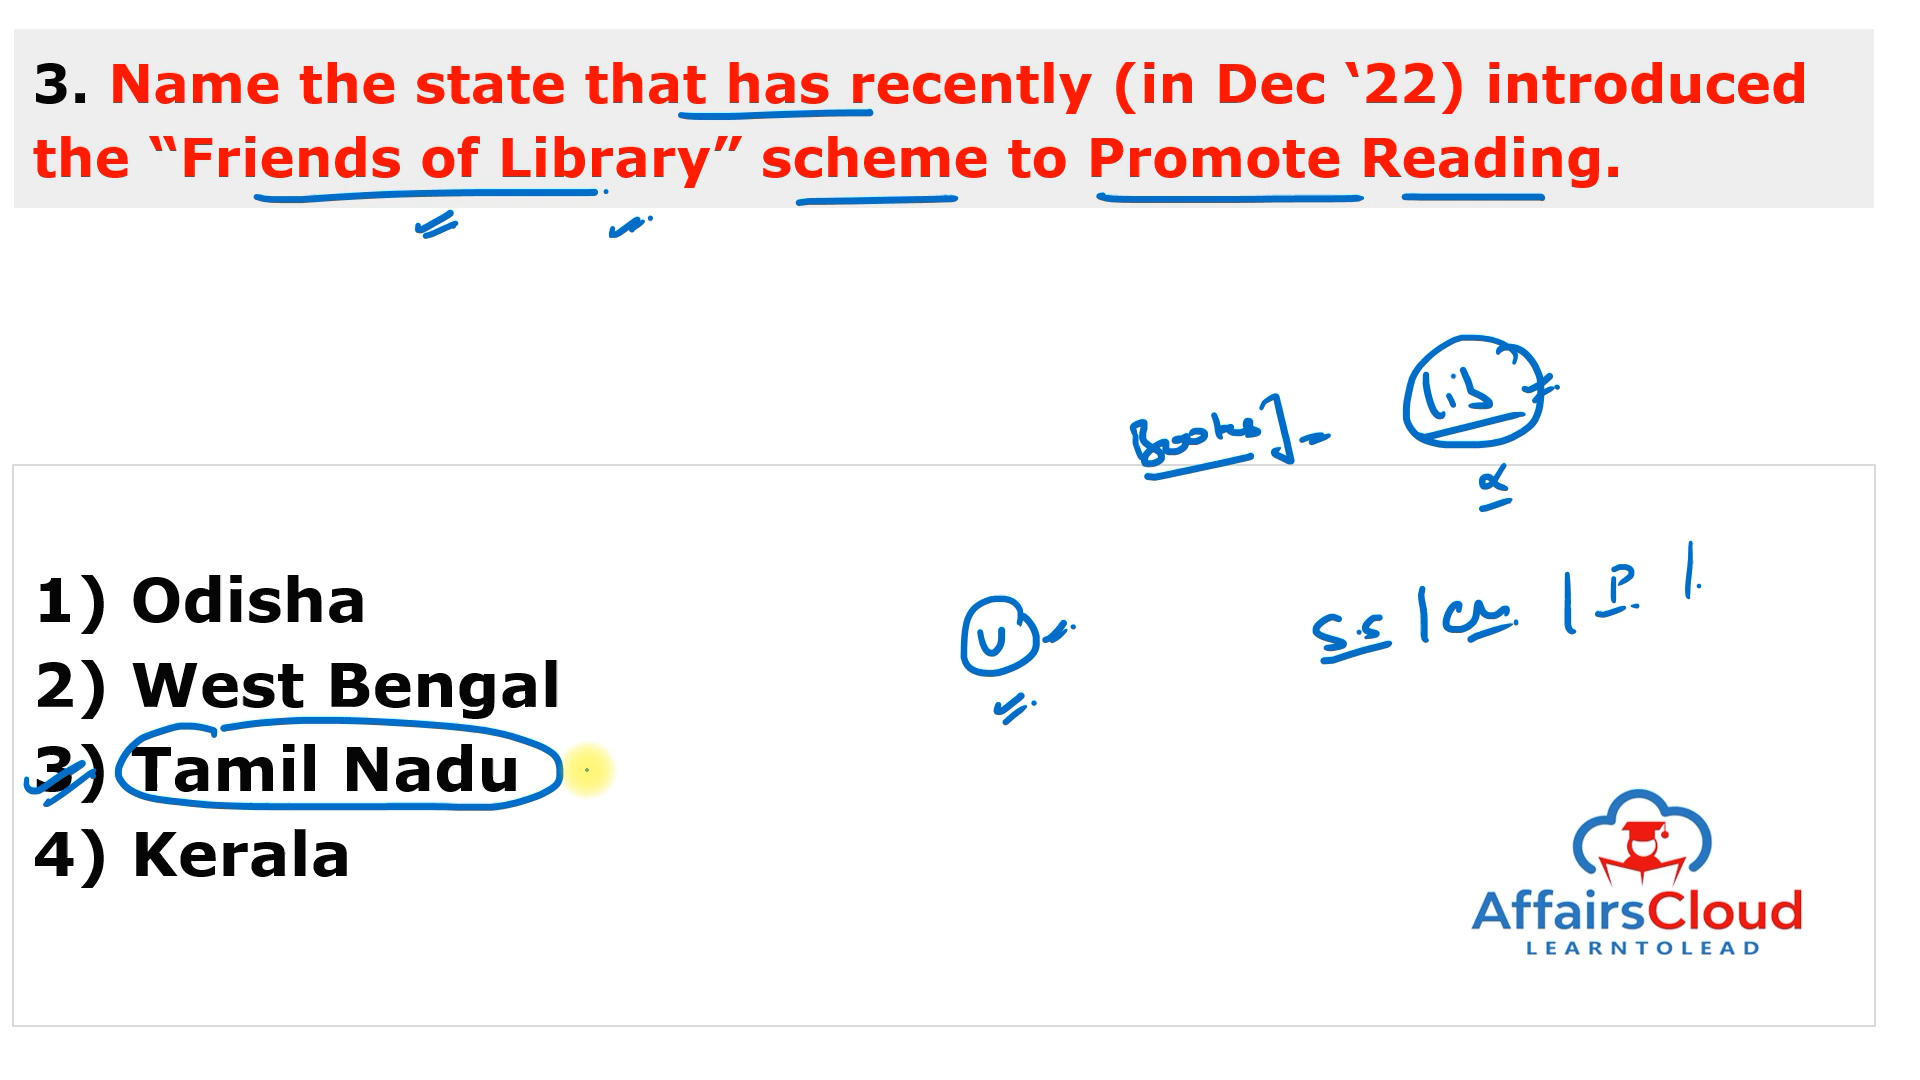 3. Name the state that has recently (in Dec ‘22) introduced
the “Friends of Library” scheme to Promote Reading.
lib
Books]-
U
S.S | | P |
1) Odisha
2) West Bengal
3) Tamil Nadu
4) Kerala
AffairsCloud
LEARNTOLEAD